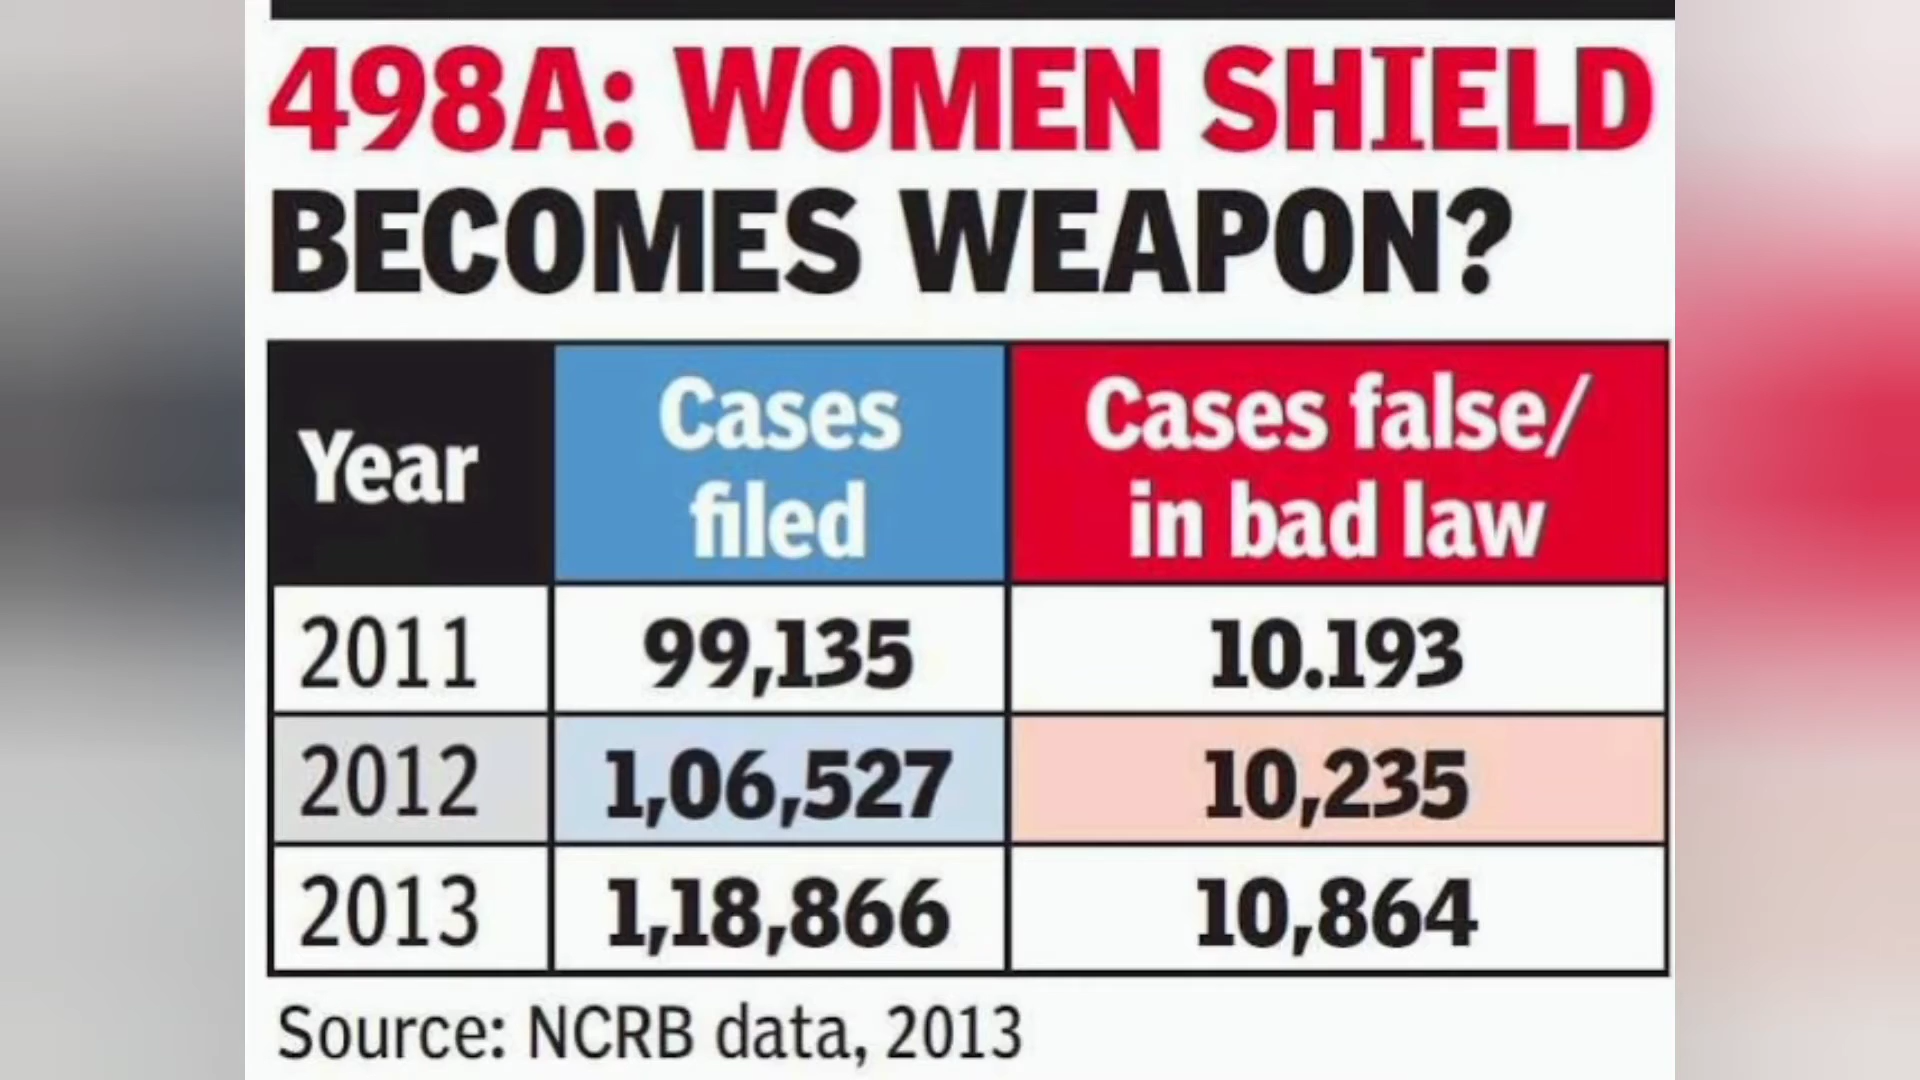 498A: WOMEN SHIELD
BECOMES WEAPON?
Year
Cases
filed
Cases false/
in bad law
2011 99,135 10.193
2012 1,06,527 10,235
2013 1,18,866 10,864
Source: NCRB data, 2013